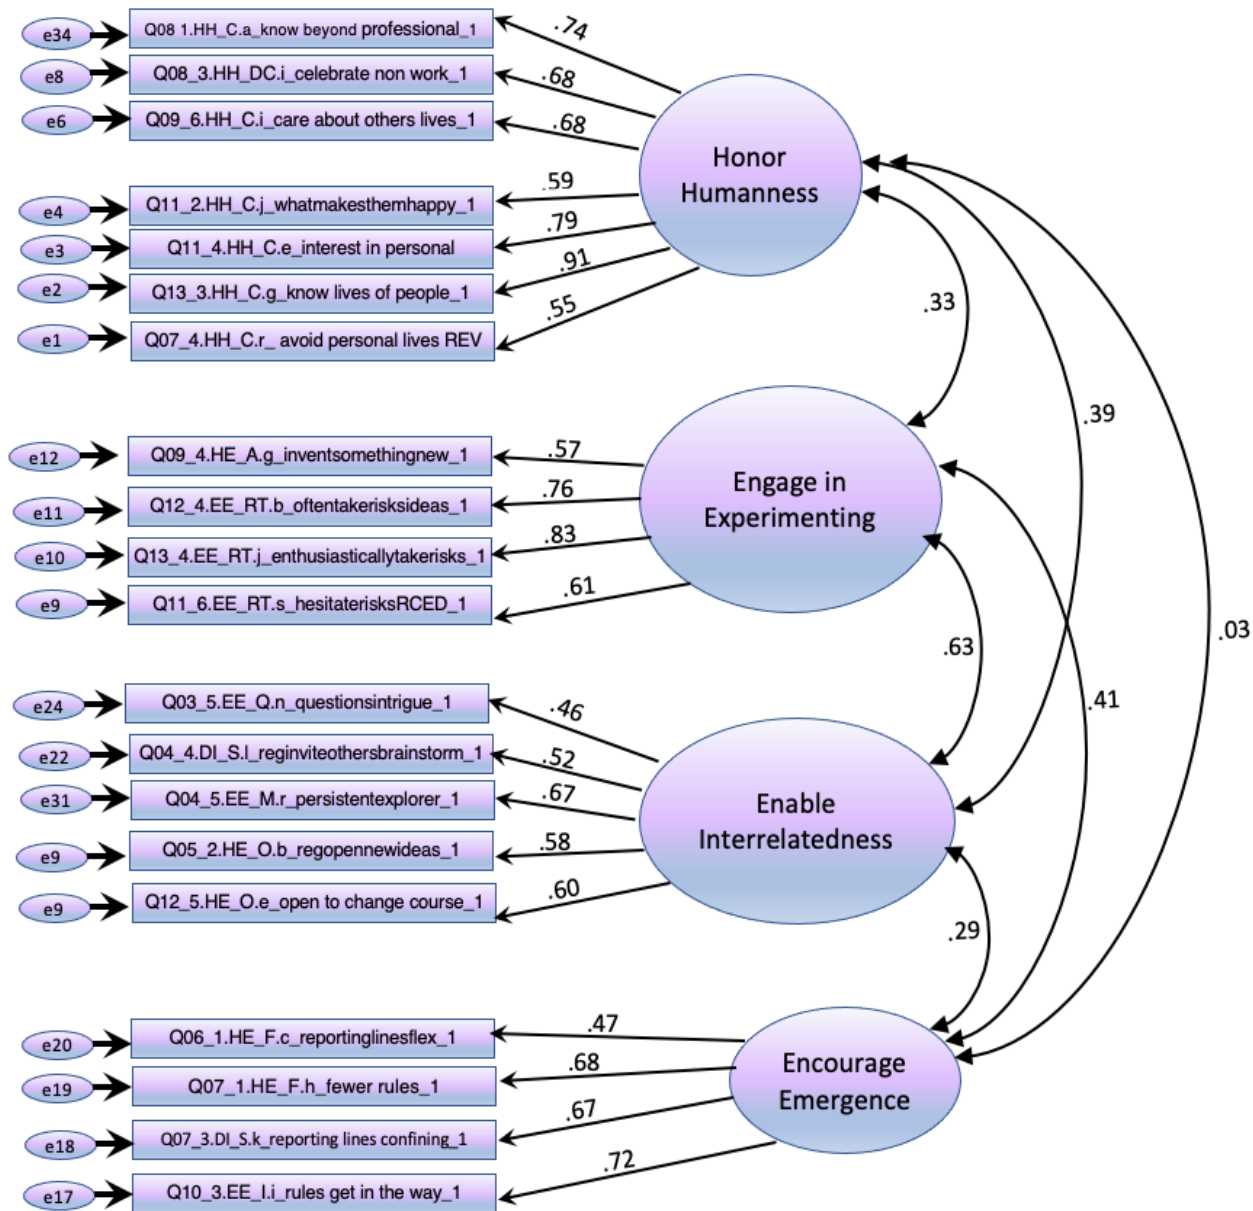 e34
Q08 1.HH_C.a_know beyond professional_1
.74
e8
Q08_3.HH_DC.i_celebrate non work_1
.68
e6
Q09_6.HH_C.i_care about others lives_1
.68
Honor
Humanness
e4
Q11_2.HH_C.j_whatmakesthemhappy_1
.59
e3
Q11_4.HH_C.e_interest in personal
.79
e2
Q13_3.HH_C.g_know lives of people_1
.91
e1
Q07_4.HH_C.r_ avoid personal lives REV
.55
.33
.39
e12
Q09_4.HE_A.g_inventsomethingnew_1
.57
e11
Q12_4.EE_RT.b_oftentakerisksideas_1
.76
Engage in
Experimenting
e10
Q13_4.EE_RT.j_enthusiasticallytakerisks_1
.83
e9
Q11_6.EE_RT.s_hesitaterisksRCED_1
.61
.63
.03
.41
e24
Q03_5.EE_Q.n_questionsintrigue_1
.46
e22
Q04_4.DI_S.l_reginviteothersbrainstorm_1
.52
e31
Q04_5.EE_M.r_persistentexplorer_1
.67
Enable
Interrelatedness
e9
Q05_2.HE_O.b_regopennewideas_1
.58
e9
Q12_5.HE_O.e_open to change course_1
.60
.29
e20
Q06_1.HE_F.c_reportinglinesflex_1
.47
e19
Q07_1.HE_F.h_fewer rules_1
.68
Encourage
Emergence
e18
Q07_3.DI_S.k_reporting lines confining_1
.67
e17
Q10_3.EE_I.i_rules get in the way_1
.72